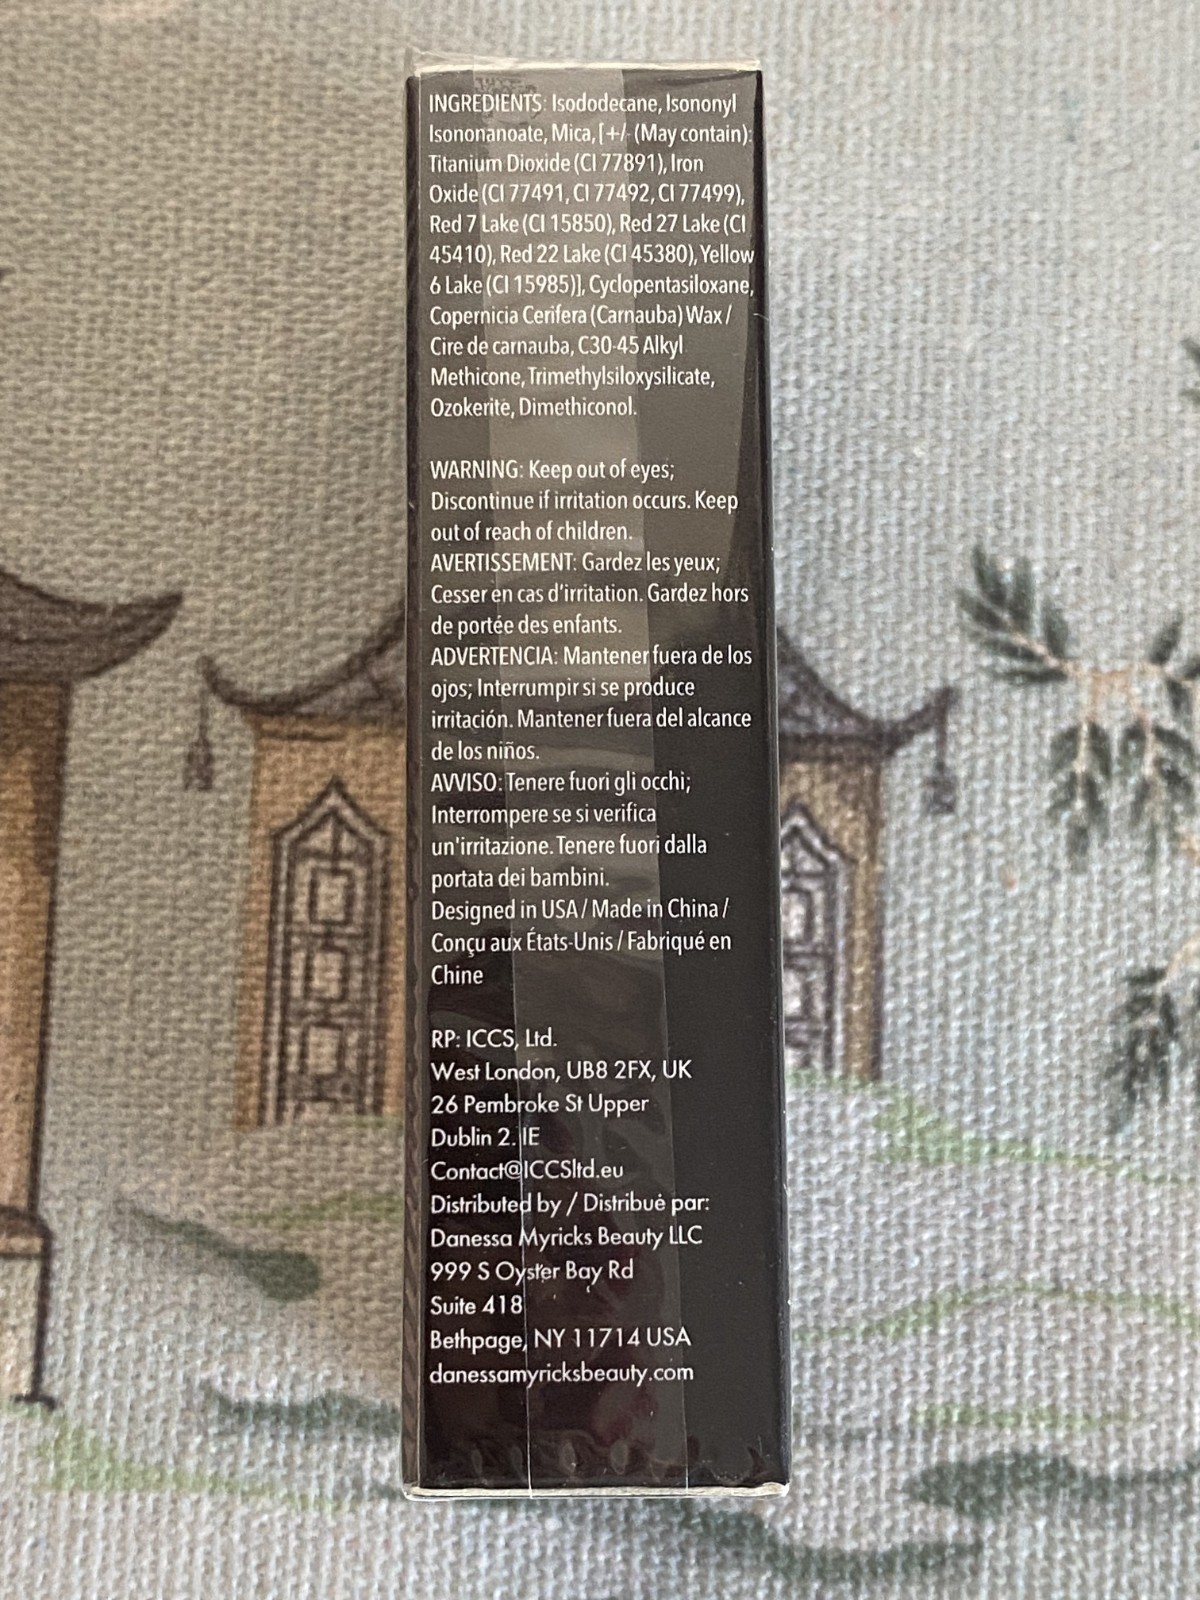 INGREDIENTS: Isododecane, Isononyl
Isononanoate, Mica, [+/- (May contain):
Titanium Dioxide (CI 77891), Iron
Oxide (CI 77491, CI 77492, CI 77499),
Red 7 Lake (CI 15850), Red 27 Lake (CI
45410), Red 22 Lake (CI 45380), Yellow
6 Lake (CI 15985)], Cyclopentasiloxane,
Copernicia Cerifera (Carnauba) Wax /
Cire de carnauba, C30-45 Alkyl
Methicone, Trimethylsiloxysilicate,
Ozokerite, Dimethiconol.
WARNING: Keep out of eyes;
Discontinue if irritation occurs. Keep
out of reach of children.
AVERTISSEMENT: Gardez les yeux;
Cesser en cas d'irritation. Gardez hors
de portée des enfants.
ADVERTENCIA: Mantener fuera de los
ojos; Interrumpir si se produce
irritación. Mantener fuera del alcance
de los niños.
AVVISO: Tenere fuori gli occhi;
Interrompere se si verifica
un'irritazione. Tenere fuori dalla
portata dei bambini.
Designed in USA / Made in China /
Conçu aux États-Unis / Fabriqué en
Chine
RP: ICCS, Ltd.
West London, UB8 2FX, UK
26 Pembroke St Upper
Dublin 2. IE
Contact@ICCSltd.eu
Distributed by / Distribué par:
Danessa Myricks Beauty LLC
999 S Oyster Bay Rd
Suite 418
Bethpage, NY 11714 USA
danessamyricksbeauty.com